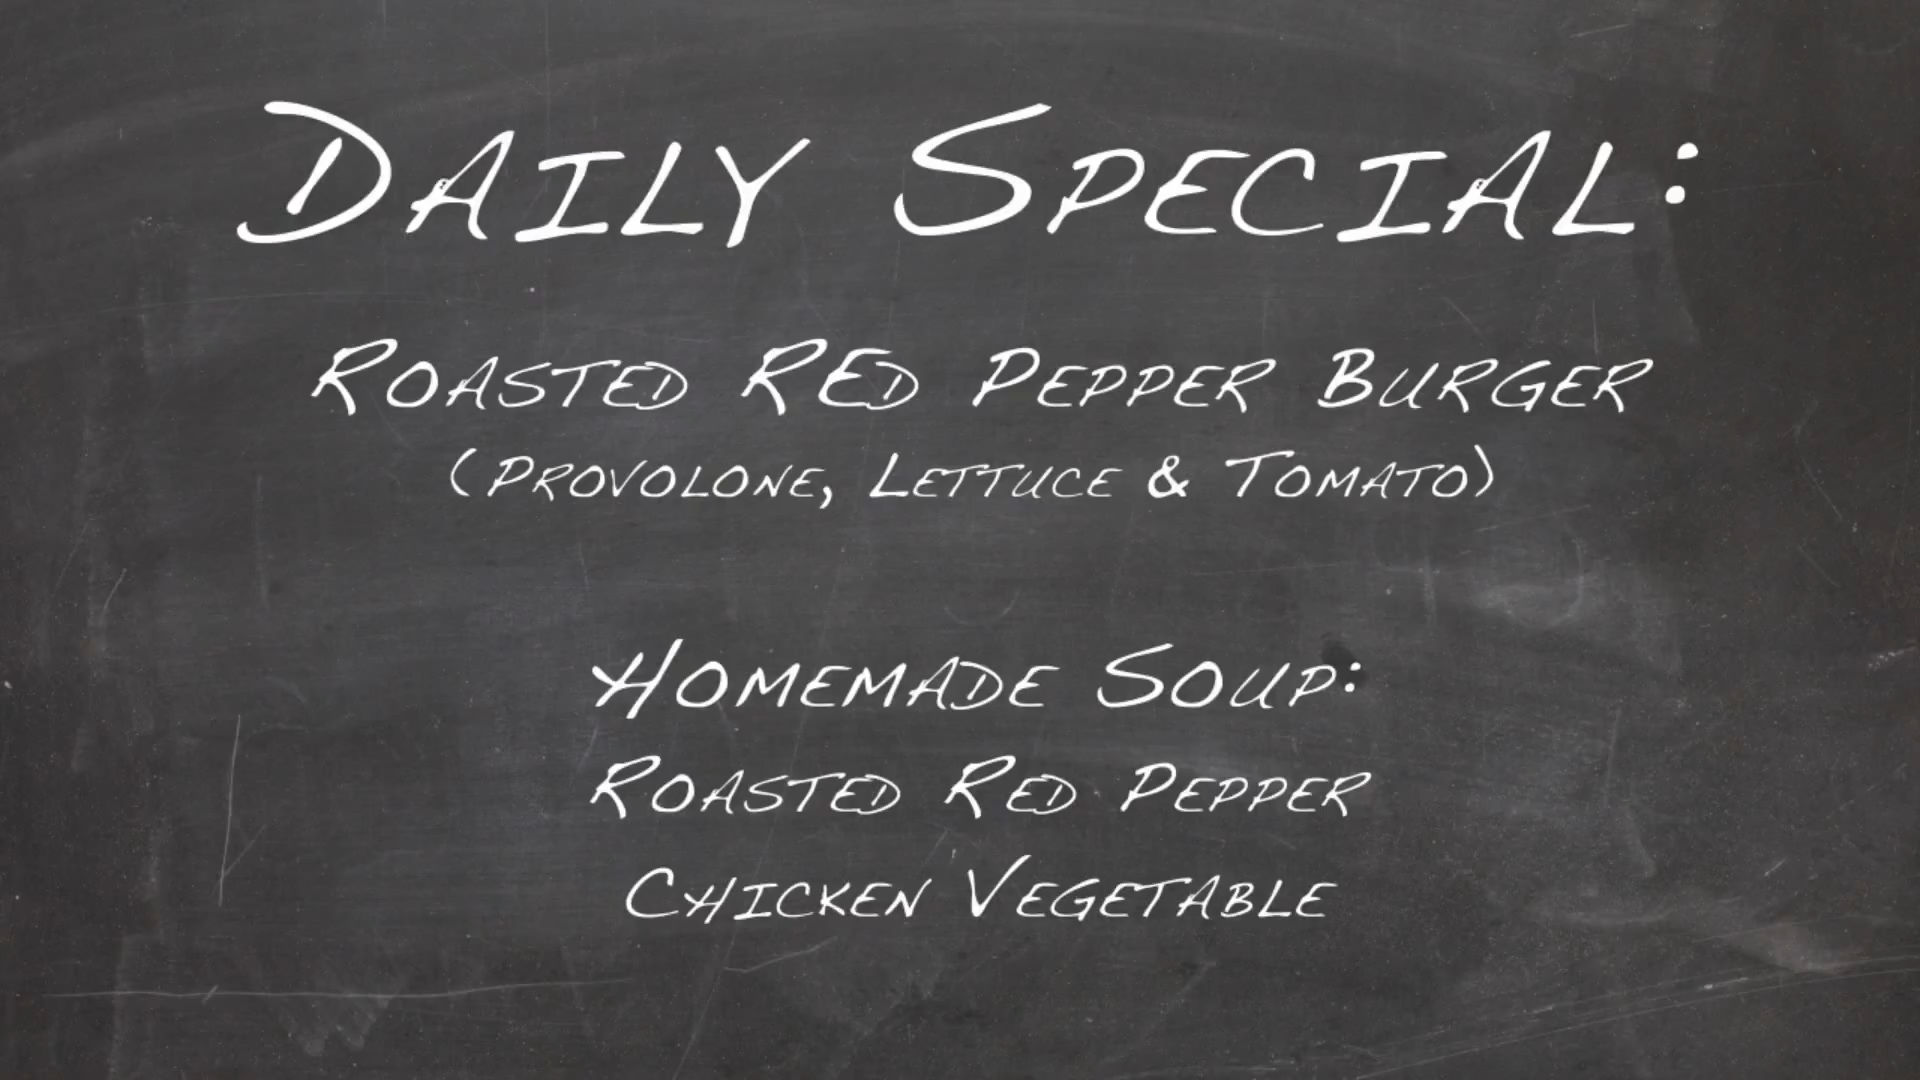 Daily Special:
Roasted REd Pepper Burger
(Provolone, Lettuce & Tomato)
Homemade Soup:
Roasted Red Pepper
Chicken Vegetable